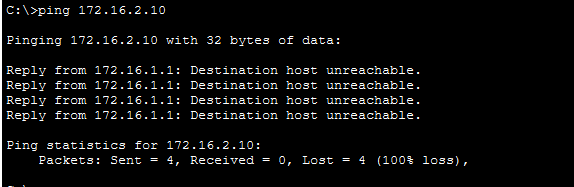 C:\>ping 172.16.2.10
Pinging 172.16.2.10 with 32 bytes of data:
Reply from 172.16.1.1: Destination host unreachable.
Reply from 172.16.1.1: Destination host unreachable.
Reply from 172.16.1.1: Destination host unreachable.
Reply from 172.16.1.1: Destination host unreachable.
Ping statistics for 172.16.2.10:
Packets: Sent = 4, Received = 0, Lost = 4 (100% loss),